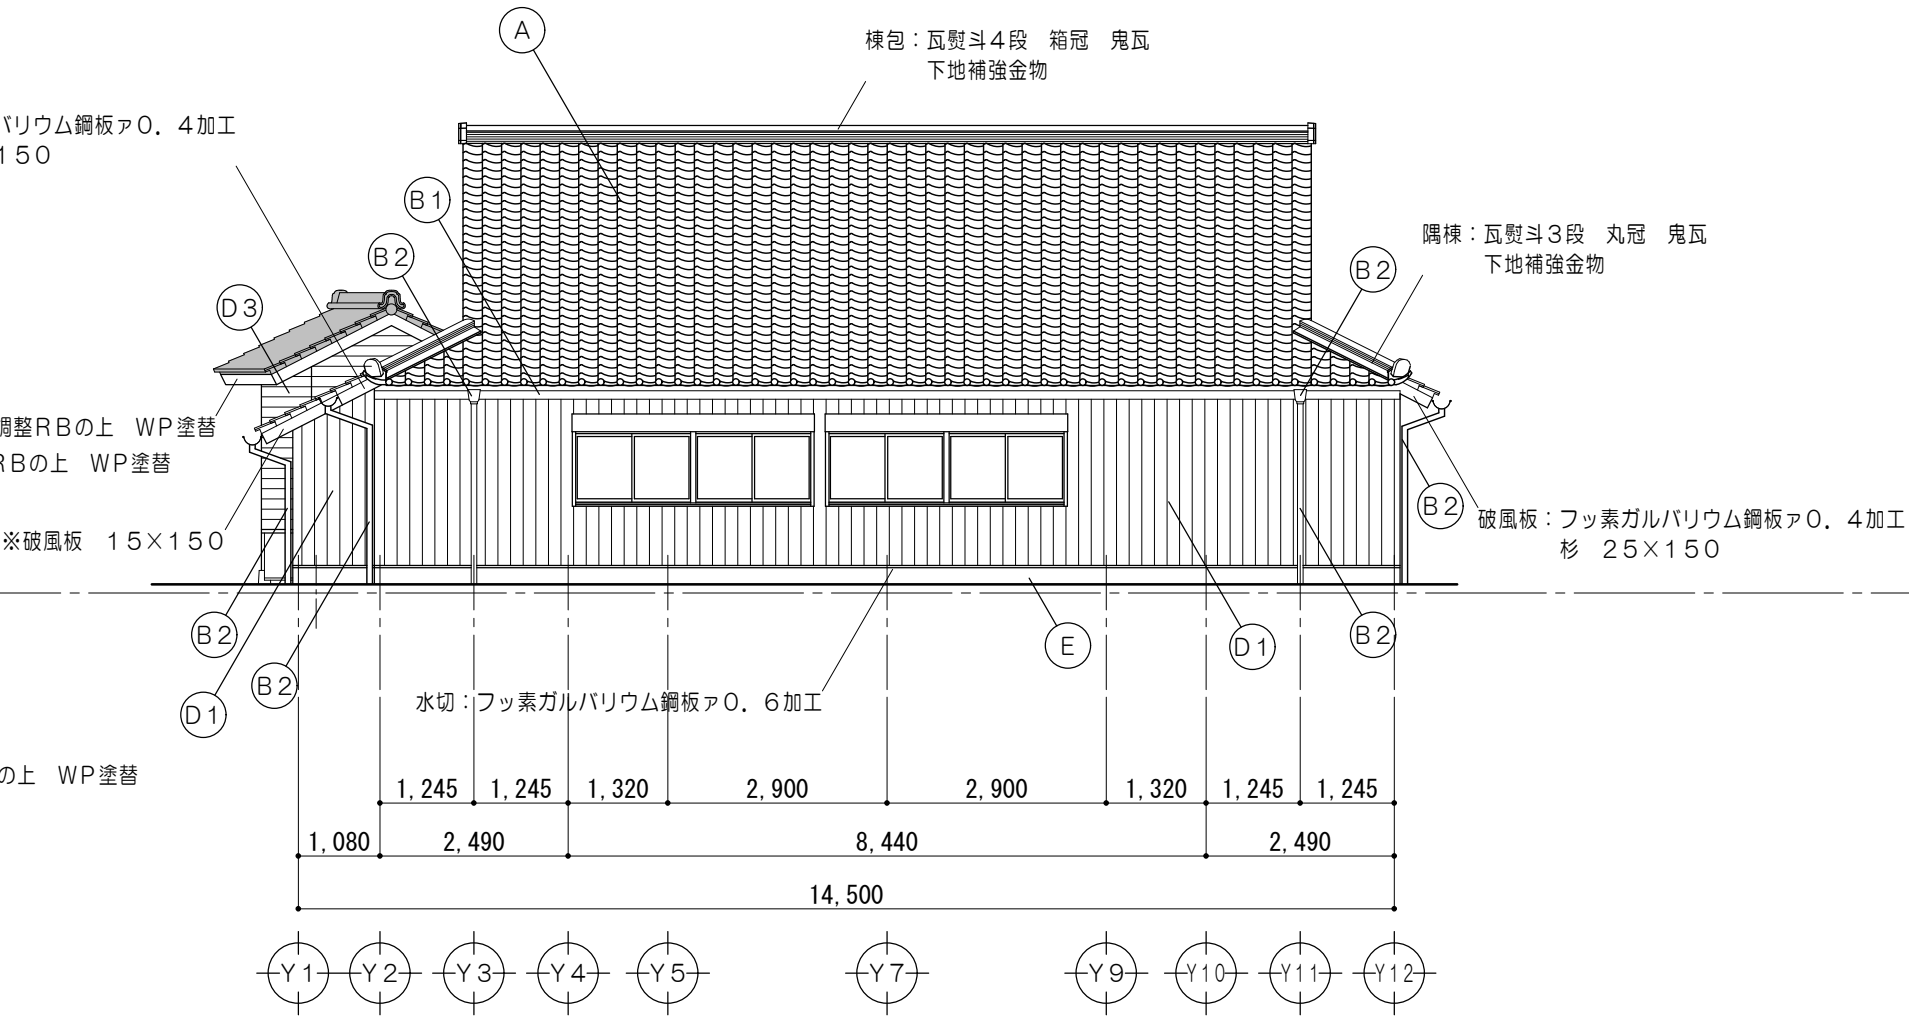 A
棟包：瓦熨斗４段　箱冠　鬼瓦
下地補強金物
バリウム鋼板ァ０．４加工
１５０
B1
B2
隅棟：瓦熨斗３段　丸冠　鬼瓦
下地補強金物
B2
D3
調整ＲＢの上　ＷＰ塗替
ＲＢの上　ＷＰ塗替
※破風板　１５×１５０
B2
破風板：フッ素ガルバリウム鋼板ァ０．４加工
杉　２５×１５０
B2
D1
B2
E
D1
B2
水切：フッ素ガルバリウム鋼板ァ０．６加工
の上　ＷＰ塗替
1,245 1,245 1,320 2,900 2,900 1,320 1,245 1,245
1,080 2,490 8,440 2,490
14,500
Y1 Y2 Y3 Y4 Y5 Y7 Y9 Y10 Y11 Y12